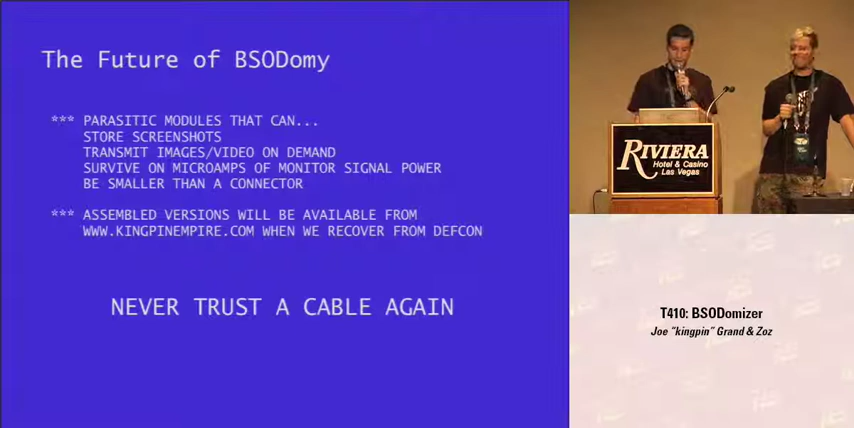 The Future of BSODomy
*** PARASITIC MODULES THAT CAN...
STORE SCREENSHOTS
TRANSMIT IMAGES/VIDEO ON DEMAND
SURVIVE ON MICROAMPS OF MONITOR SIGNAL POWER
BE SMALLER THAN A CONNECTOR
*** ASSEMBLED VERSIONS WILL BE AVAILABLE FROM
WWW.KINGPINEMPIRE.COM WHEN WE RECOVER FROM DEFCON
NEVER TRUST A CABLE AGAIN
RIVIERA
Hotel & Casino
Las Vegas
T410: BSODomizer
Joe "kingpin" Grand & Zoz